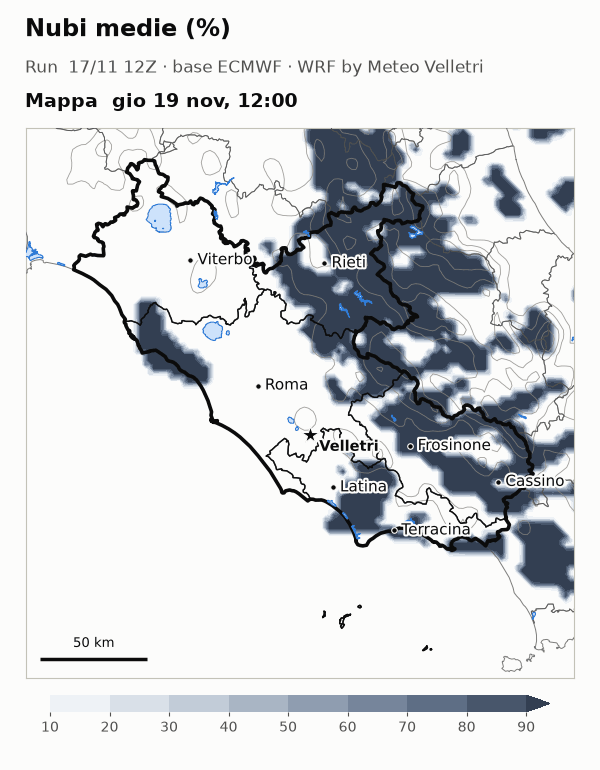 Nubi medie (%)
Run  17/11 12Z · base ECMWF · WRF by Meteo Velletri
Mappa  gio 19 nov, 12:00
Viterbo
Rieti
Roma
Velletri
Frosinone
Latina
Cassino
Terracina
50 km
10 20 30 40 50 60 70 80 90